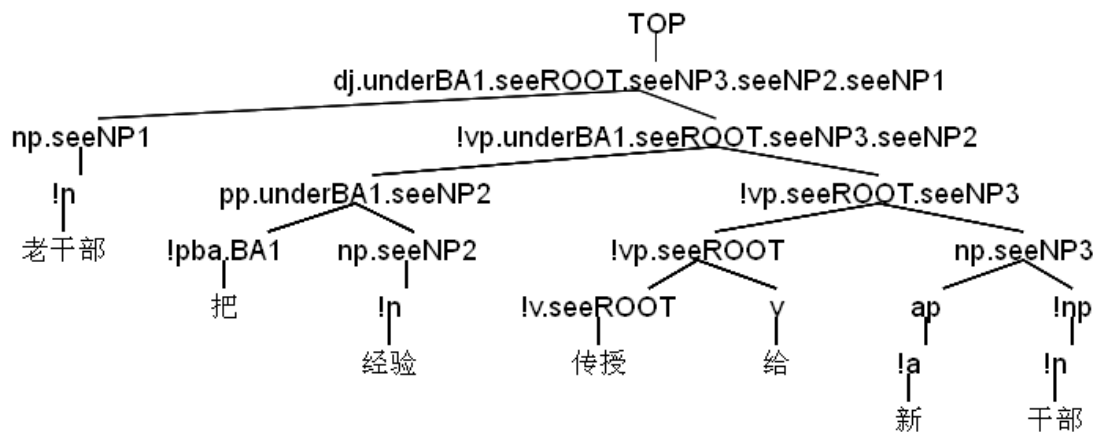 TOP
dj.underBA1.seeROOT.seeNP3.seeNP2.seeNP1
np.seeNP1 !vp.underBA1.seeROOT.seeNP3.seeNP2
!n pp.underBA1.seeNP2 !vp.seeROOT.seeNP3
老干部 !pba.BA1 np.seeNP2 !vp.seeROOT np.seeNP3
把 !n !v.seeROOT v ap !np
经验 传授 给 !a !n
新 干部